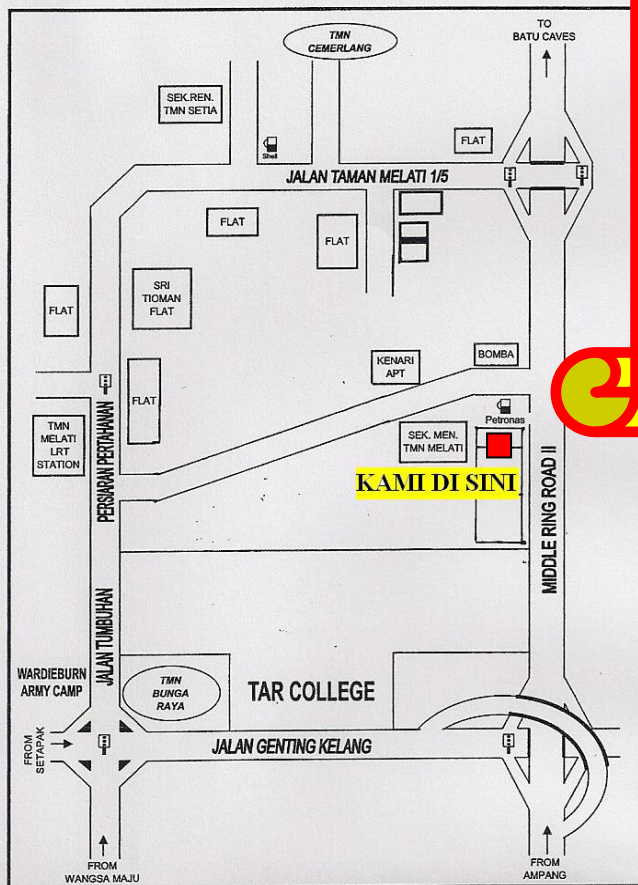 TMN
CEMERLANG
TO
BATU CAVES
SEK.REN.
TMN SETIA
Shell
FLAT
JALAN TAMAN MELATI 1/5
FLAT
FLAT
SRI
TIOMAN
FLAT
FLAT
KENARI
APT
BOMBA
FLAT
Petronas
TMN
MELATI
LRT
STATION
PERSIARAN PERTAHANAN
SEK. MEN.
TMN MELATI
KAMI DI SINI
MIDDLE RING ROAD II
JALAN TUMBUHAN
WARDIEBURN
ARMY CAMP
TMN
BUNGA
RAYA
TAR COLLEGE
FROM
SETAPAK
JALAN GENTING KELANG
FROM
WANGSA MAJU
FROM
AMPANG